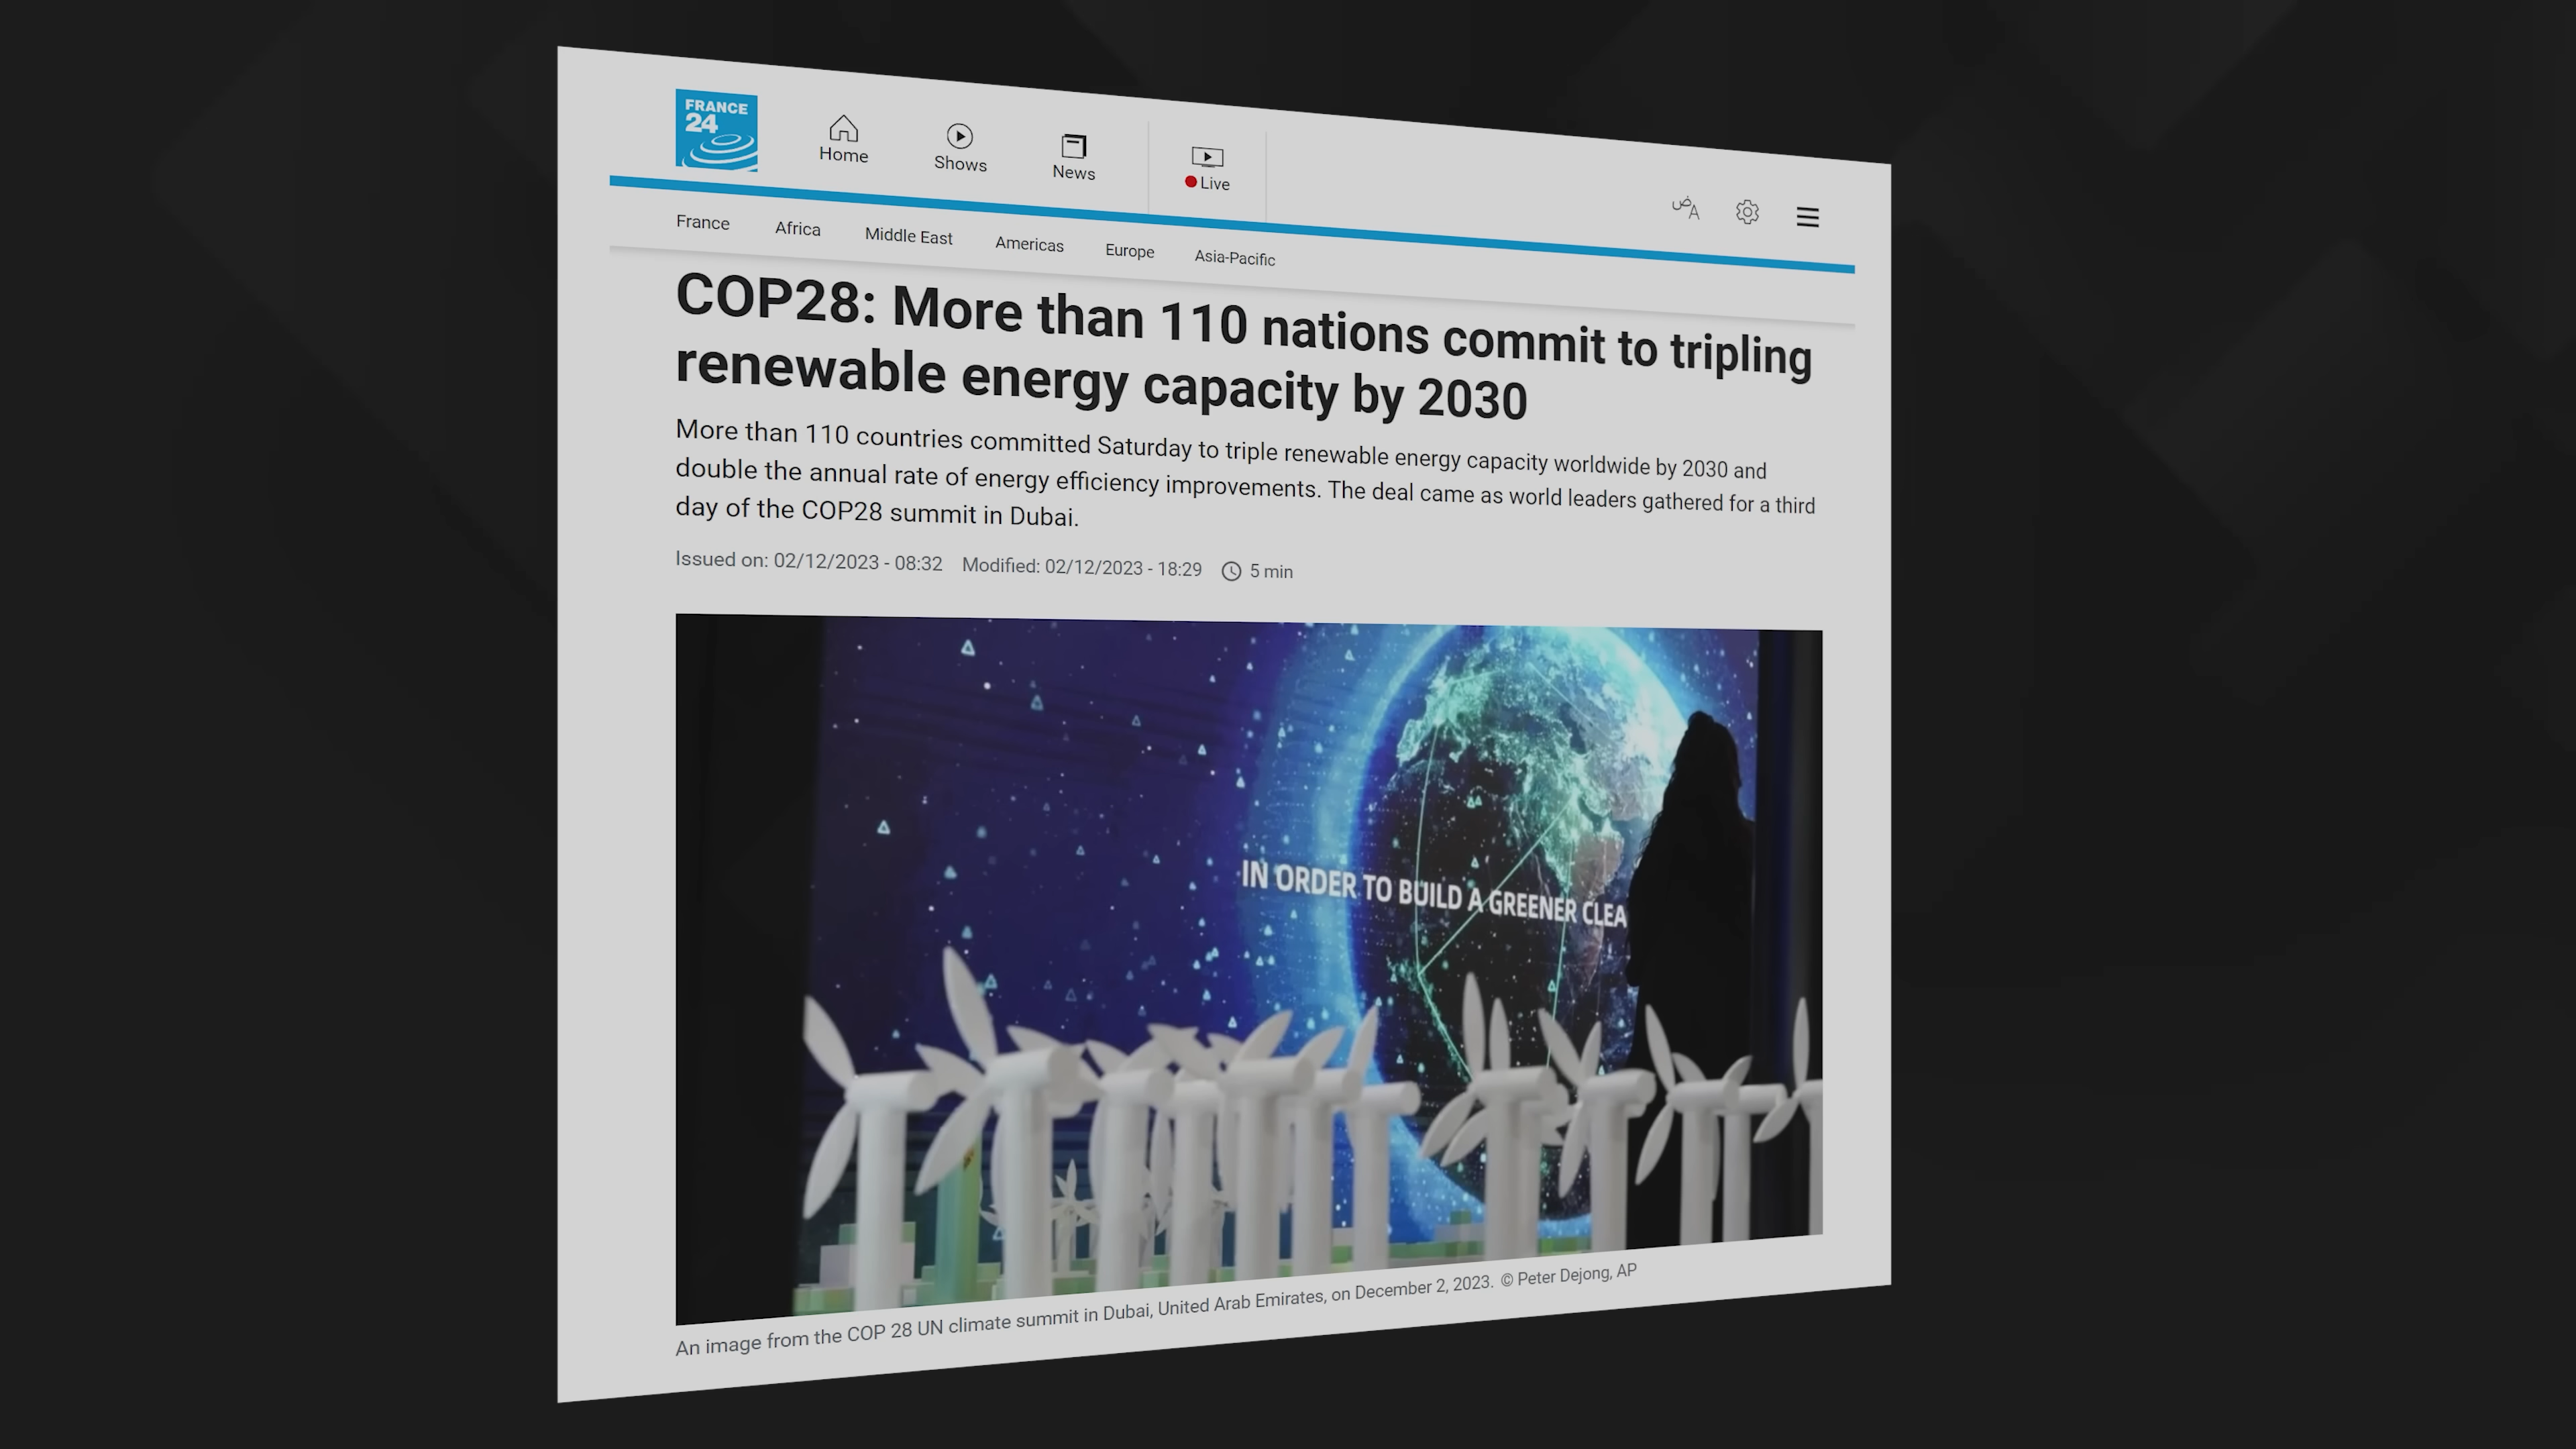 FRANCE
24
Home
Shows
News
Live
ضA
France
Africa
Middle East
Americas
Europe
Asia-Pacific
COP28: More than 110 nations commit to tripling
renewable energy capacity by 2030
More than 110 countries committed Saturday to triple renewable energy capacity worldwide by 2030 and
double the annual rate of energy efficiency improvements. The deal came as world leaders gathered for a third
day of the COP28 summit in Dubai.
Issued on: 02/12/2023 - 08:32 Modified: 02/12/2023 - 18:29 5 min
IN ORDER TO BUILD A GREENER CLEA
An image from the COP 28 UN climate summit in Dubai, United Arab Emirates, on December 2, 2023. © Peter Dejong, AP